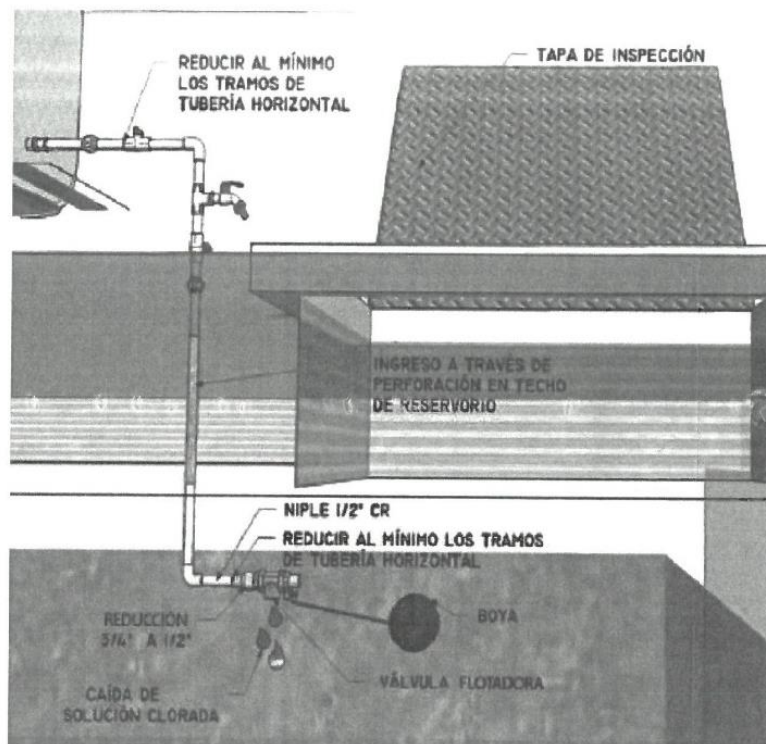 REDUCIR AL MÍNIMO
LOS TRAMOS DE
TUBERÍA HORIZONTAL
TAPA DE INSPECCIÓN
INGRESO A TRAVÉS DE
PERFORACIÓN EN TECHO
DE RESERVORIO
NIPLE 1/2" CR
REDUCIR AL MÍNIMO LOS TRAMOS
DE TUBERÍA HORIZONTAL
REDUCCIÓN
3/4" A 1/2"
BOYA
VÁLVULA FLOTADORA
CAÍDA DE
SOLUCIÓN CLORADA